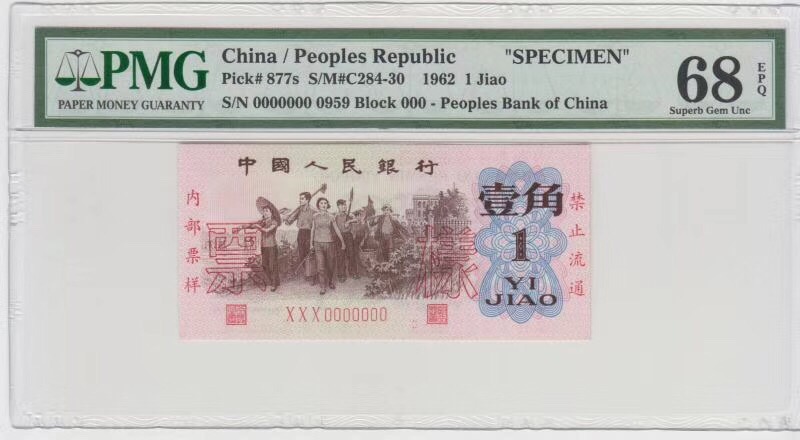 PMG
PAPER MONEY GUARANTY
China / Peoples Republic "SPECIMEN"
Pick# 877s S/M#C284-30 1962 1 Jiao
S/N 0000000 0959 Block 000 - Peoples Bank of China
68 EPQ
Superb Gem Unc
中國人民銀行
内部票样
票樣
壹角
1
YI
JIAO
禁止流通
XXX0000000